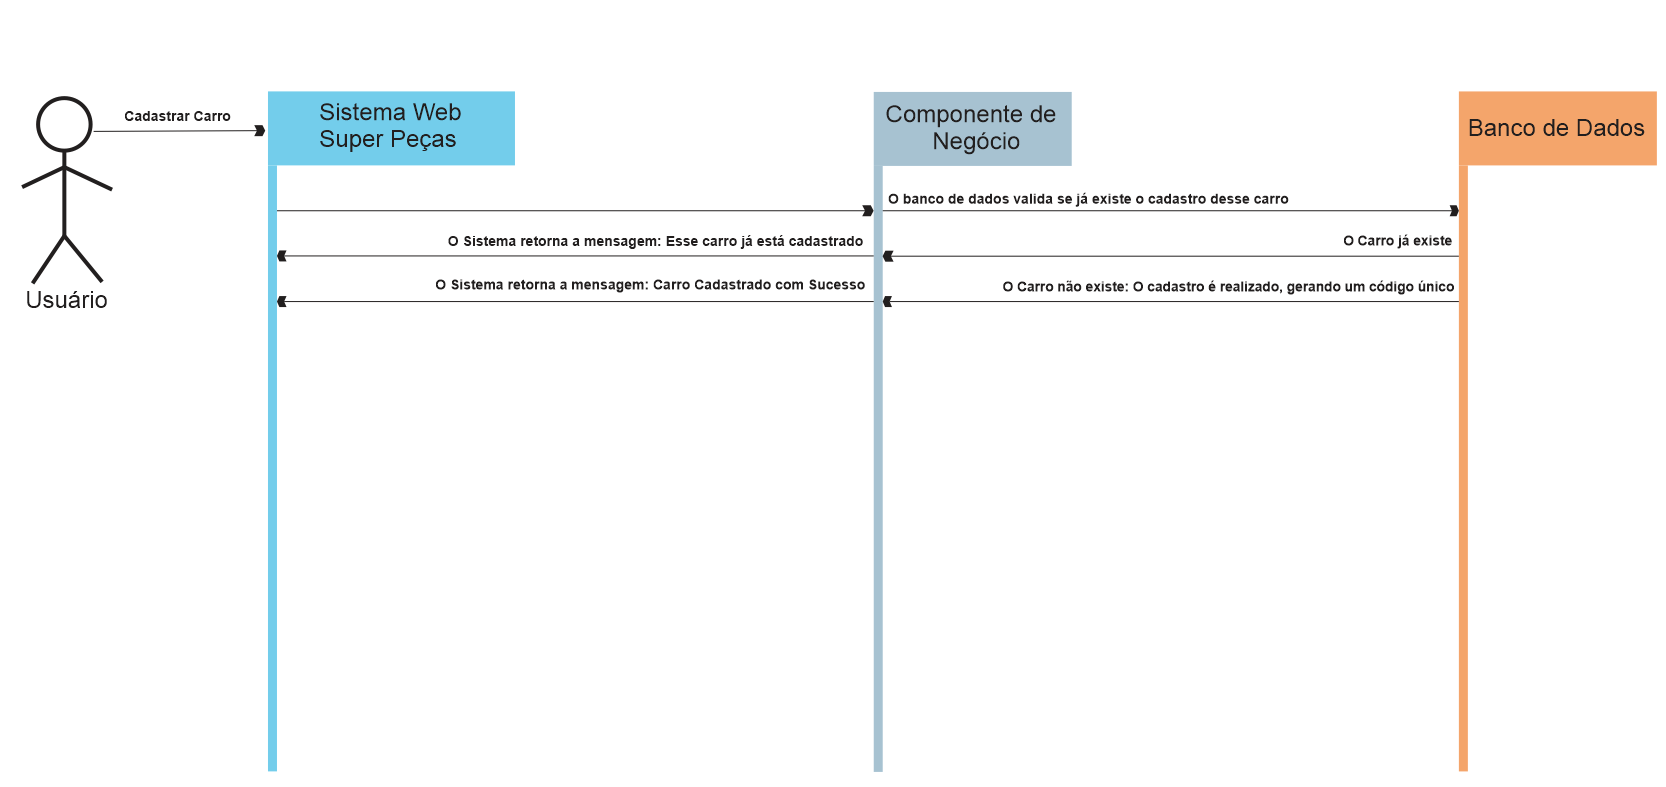 Cadastrar Carro
Sistema Web
Super Peças
Componente de
Negócio
Banco de Dados
O banco de dados valida se já existe o cadastro desse carro
O Sistema retorna a mensagem: Esse carro já está cadastrado
O Carro já existe
O Sistema retorna a mensagem: Carro Cadastrado com Sucesso
O Carro não existe: O cadastro é realizado, gerando um código único
Usuário